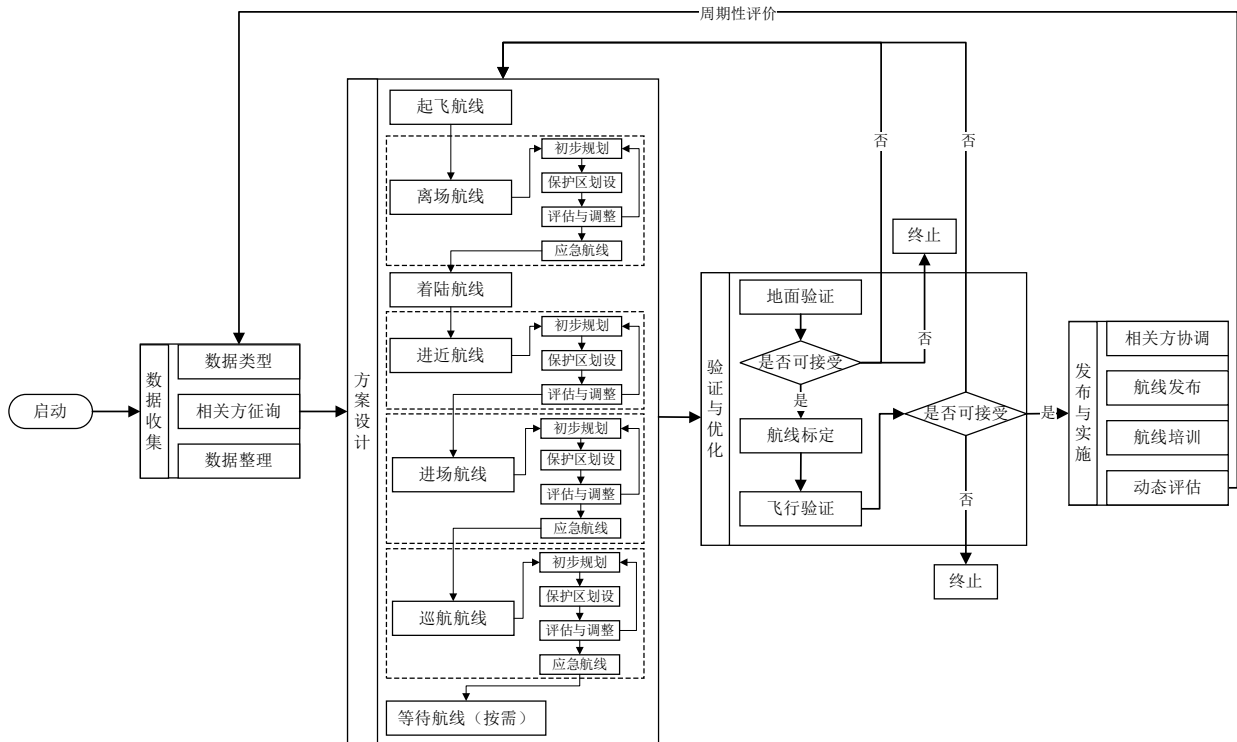 周期性评价
启动
数据收集
数据类型
相关方征询
数据整理
方案设计
起飞航线
离场航线
初步规划
保护区划设
评估与调整
应急航线
着陆航线
进近航线
初步规划
保护区划设
评估与调整
进场航线
初步规划
保护区划设
评估与调整
应急航线
巡航航线
初步规划
保护区划设
评估与调整
应急航线
等待航线（按需）
验证与优化
地面验证
是否可接受
是
航线标定
飞行验证
否
否
终止
否
是否可接受
是
否
终止
发布与实施
相关方协调
航线发布
航线培训
动态评估